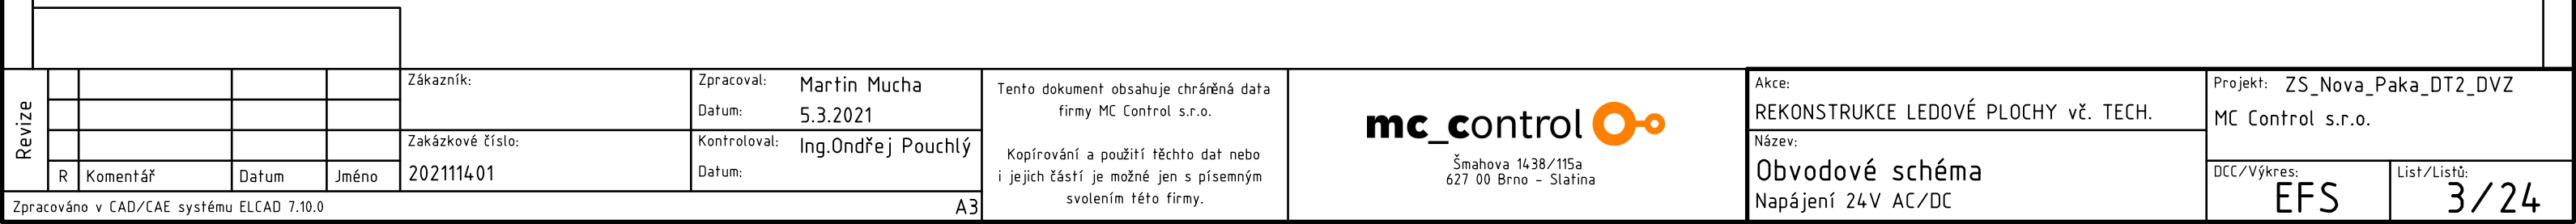 Revize
R Komentář Datum Jméno
Zpracováno v CAD/CAE systému ELCAD 7.10.0
A3
Zákazník:
Zakázkové číslo:
202111401
Zpracoval: Martin Mucha
Datum: 5.3.2021
Kontroloval: Ing.Ondřej Pouchlý
Datum:
Tento dokument obsahuje chráněná data
firmy MC Control s.r.o.
Kopírování a použití těchto dat nebo
i jejich částí je možné jen s písemným
svolením této firmy.
mc_control
Šmahova 1438/115a
627 00 Brno - Slatina
Akce:
REKONSTRUKCE LEDOVÉ PLOCHY vč. TECH.
Název:
Obvodové schéma
Napájení 24V AC/DC
Projekt: ZS_Nova_Paka_DT2_DVZ
MC Control s.r.o.
DCC/Výkres:
EFS
List/Listů:
3/24